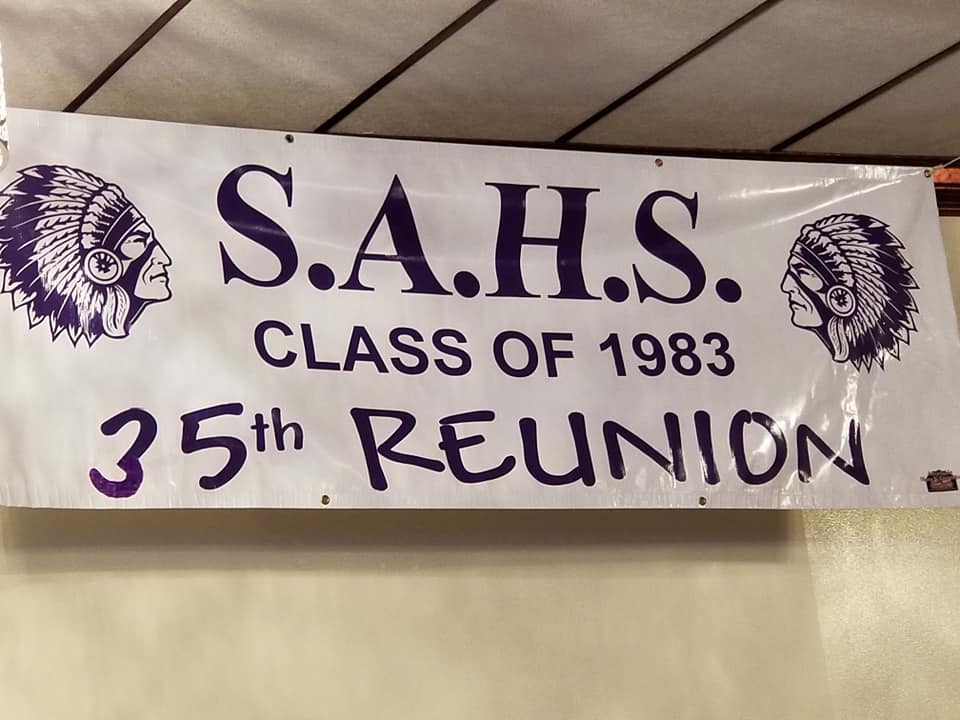 S.A.H.S.
CLASS OF 1983
35th REUNION